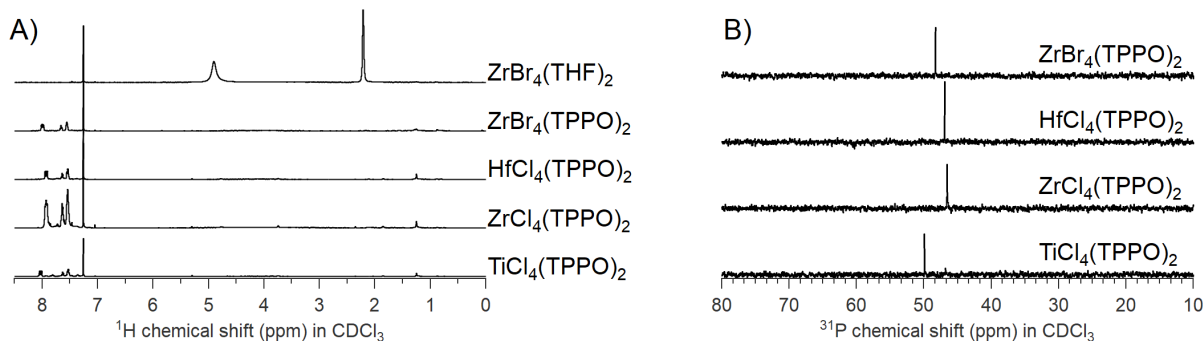 A)
ZrBr4(THF)2
ZrBr4(TPPO)2
HfCl4(TPPO)2
ZrCl4(TPPO)2
TiCl4(TPPO)2
8 7 6 5 4 3 2 1 0
1H chemical shift (ppm) in CDCl3
B)
ZrBr4(TPPO)2
HfCl4(TPPO)2
ZrCl4(TPPO)2
TiCl4(TPPO)2
80 70 60 50 40 30 20 10
31P chemical shift (ppm) in CDCl3